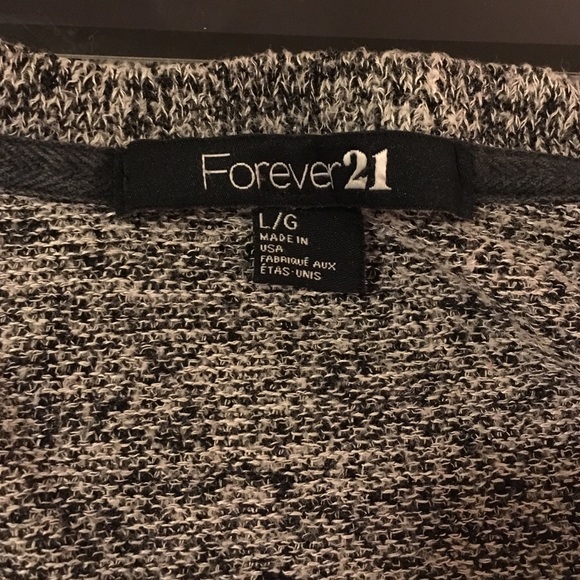 Forever21
L/G
MADE IN
USA
FABRIQUÉ AUX
ÉTAS-UNIS